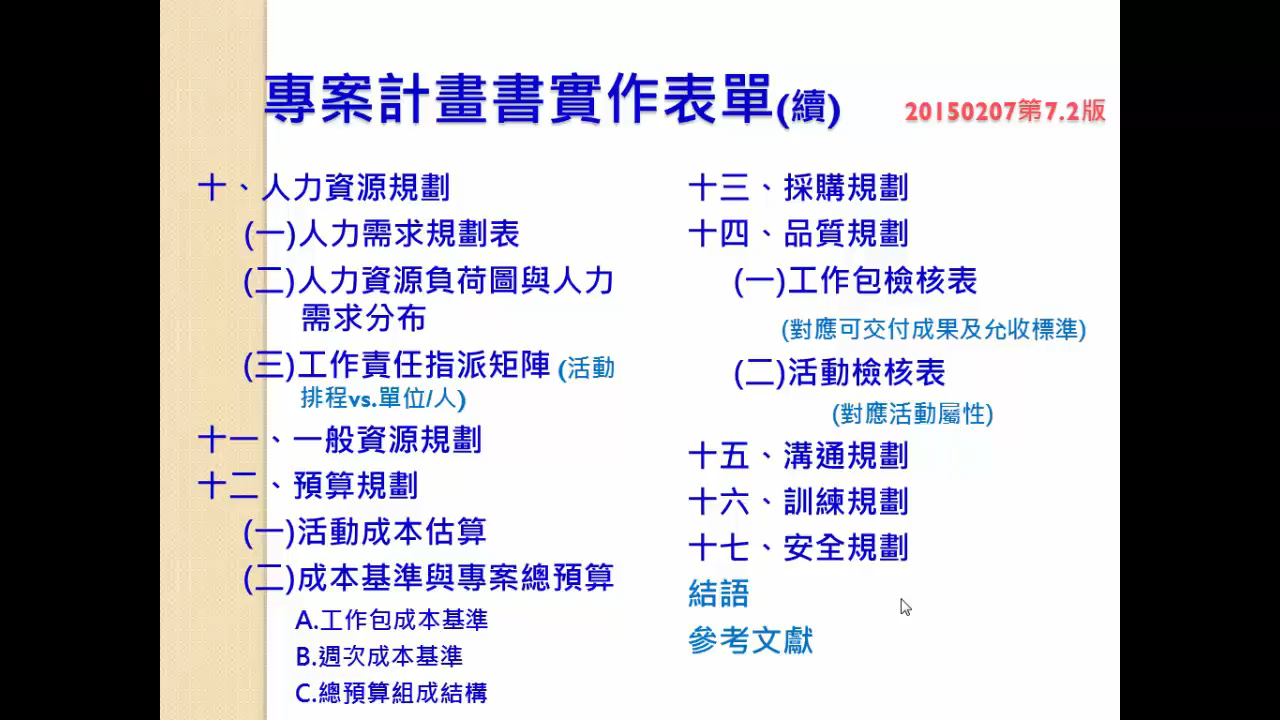 專案計畫書實作表單(續)
20150207第7.2版
十、人力資源規劃
(一)人力需求規劃表
(二)人力資源負荷圖與人力
需求分布
(三)工作責任指派矩陣 (活動
排程vs.單位/人)
十一、一般資源規劃
十二、預算規劃
(一)活動成本估算
(二)成本基準與專案總預算
A.工作包成本基準
B.週次成本基準
C.總預算組成結構
十三、採購規劃
十四、品質規劃
(一)工作包檢核表
(對應可交付成果及允收標準)
(二)活動檢核表
(對應活動屬性)
十五、溝通規劃
十六、訓練規劃
十七、安全規劃
結語
參考文獻